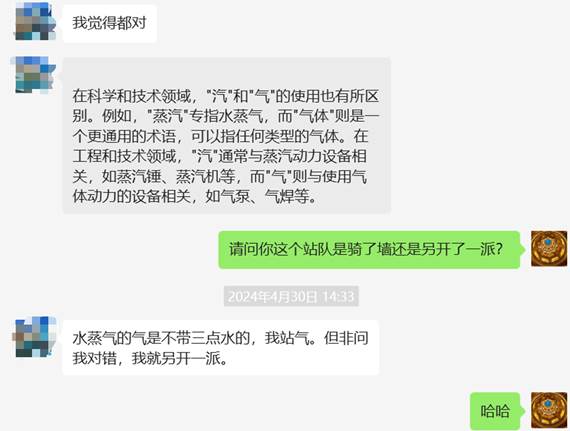 我觉得都对
在科学和技术领域，"汽"和"气"的使用也有所区
别。例如，"蒸汽"专指水蒸气，而"气体"则是一
个更通用的术语，可以指任何类型的气体。在
工程和技术领域，"汽"通常与蒸汽动力设备相
关，如蒸汽锤、蒸汽机等，而"气"则与使用气
体动力的设备相关，如气泵、气焊等。
请问你这个站队是骑了墙还是另开了一派？
2024年4月30日 14:33
水蒸气的气是不带三点水的，我站气。但非问
我对错，我就另开一派。
哈哈